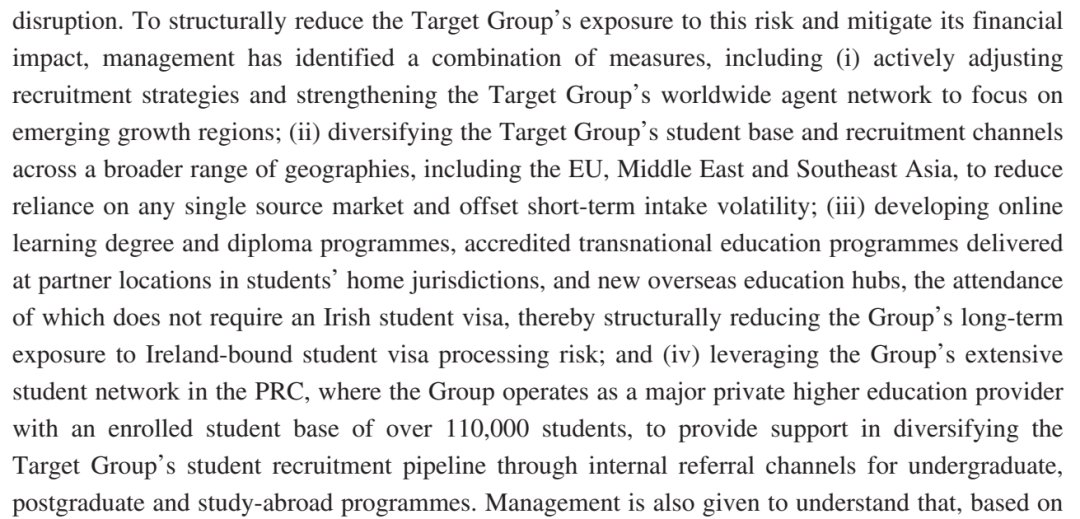 disruption. To structurally reduce the Target Group’s exposure to this risk and mitigate its financial
impact, management has identified a combination of measures, including (i) actively adjusting
recruitment strategies and strengthening the Target Group’s worldwide agent network to focus on
emerging growth regions; (ii) diversifying the Target Group’s student base and recruitment channels
across a broader range of geographies, including the EU, Middle East and Southeast Asia, to reduce
reliance on any single source market and offset short-term intake volatility; (iii) developing online
learning degree and diploma programmes, accredited transnational education programmes delivered
at partner locations in students’ home jurisdictions, and new overseas education hubs, the attendance
of which does not require an Irish student visa, thereby structurally reducing the Group’s long-term
exposure to Ireland-bound student visa processing risk; and (iv) leveraging the Group’s extensive
student network in the PRC, where the Group operates as a major private higher education provider
with an enrolled student base of over 110,000 students, to provide support in diversifying the
Target Group’s student recruitment pipeline through internal referral channels for undergraduate,
postgraduate and study-abroad programmes. Management is also given to understand that, based on